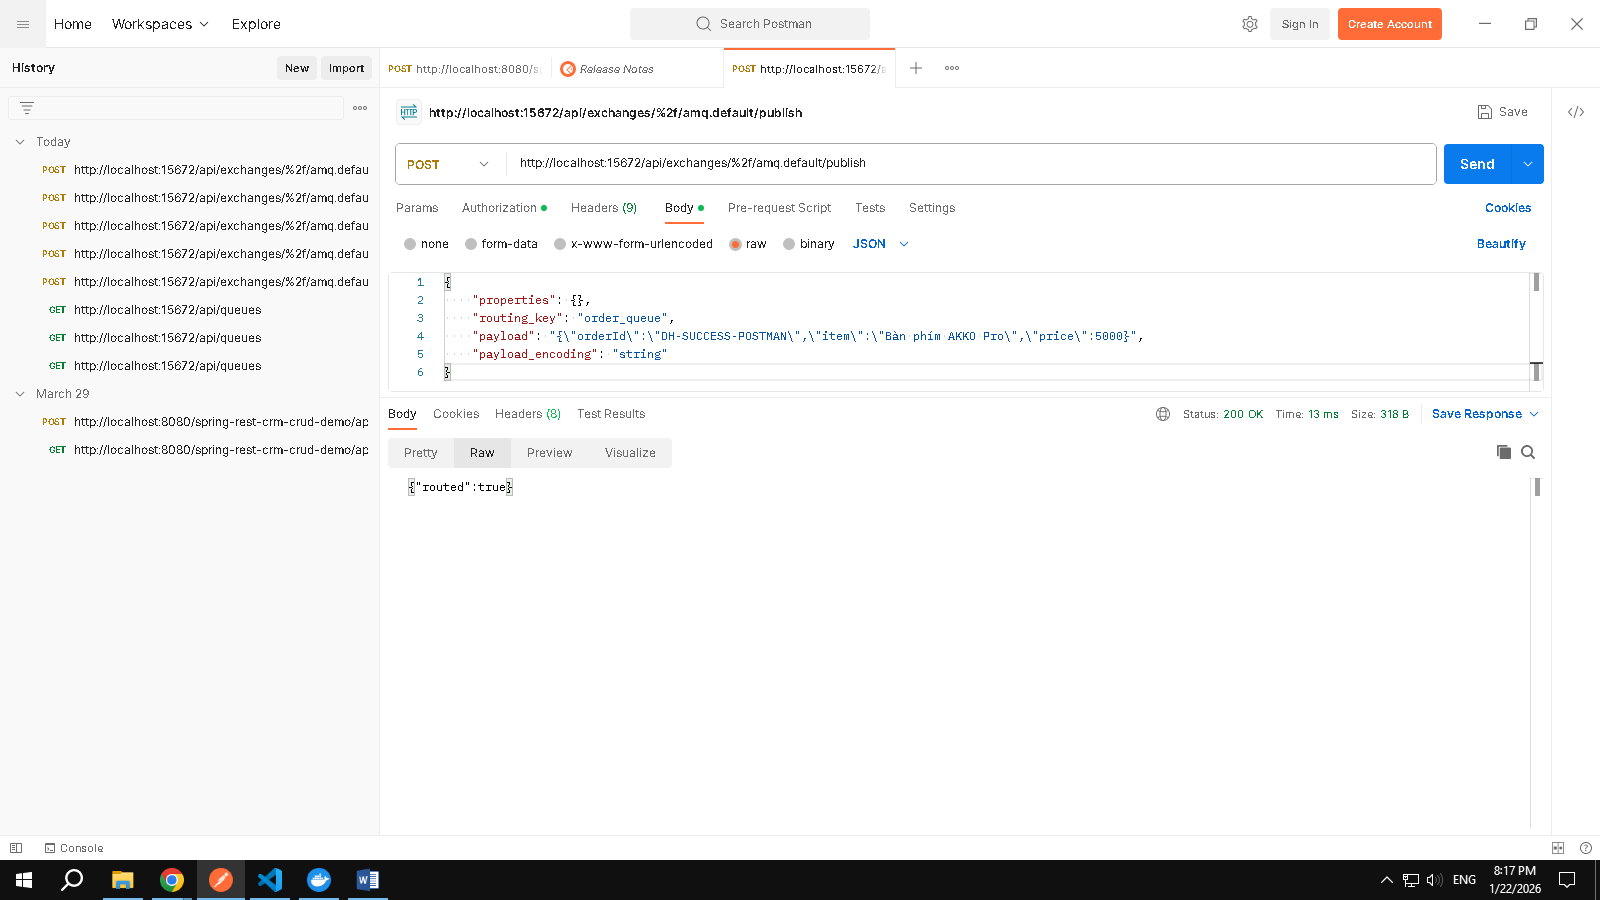 Home
Workspaces
Explore
Search Postman
Sign In
Create Account
History
New
Import
POST http://localhost:8080/s
Release Notes
POST http://localhost:15672/a
HTTP
http://localhost:15672/api/exchanges/%2f/amq.default/publish
Save
Today
POST http://localhost:15672/api/exchanges/%2f/amq.defau
POST http://localhost:15672/api/exchanges/%2f/amq.defau
POST http://localhost:15672/api/exchanges/%2f/amq.defau
POST http://localhost:15672/api/exchanges/%2f/amq.defau
POST http://localhost:15672/api/exchanges/%2f/amq.defau
GET http://localhost:15672/api/queues
GET http://localhost:15672/api/queues
GET http://localhost:15672/api/queues
March 29
POST http://localhost:8080/spring-rest-crm-crud-demo/ap
GET http://localhost:8080/spring-rest-crm-crud-demo/ap
POST
http://localhost:15672/api/exchanges/%2f/amq.default/publish
Send
Params
Authorization
Headers (9)
Body
Pre-request Script
Tests
Settings
Cookies
none
form-data
x-www-form-urlencoded
raw
binary
JSON
Beautify
1 {
2 "properties": {},
3 "routing_key": "order_queue",
4 "payload": "{\"orderId\":\"DH-SUCCESS-POSTMAN\",\"item\":\"Bàn phím AKKO Pro\",\"price\":5000}",
5 "payload_encoding": "string"
6 }
Body
Cookies
Headers (8)
Test Results
Status: 200 OK
Time: 13 ms
Size: 318 B
Save Response
Pretty
Raw
Preview
Visualize
{"routed":true}
Console
ENG
8:17 PM
1/22/2026